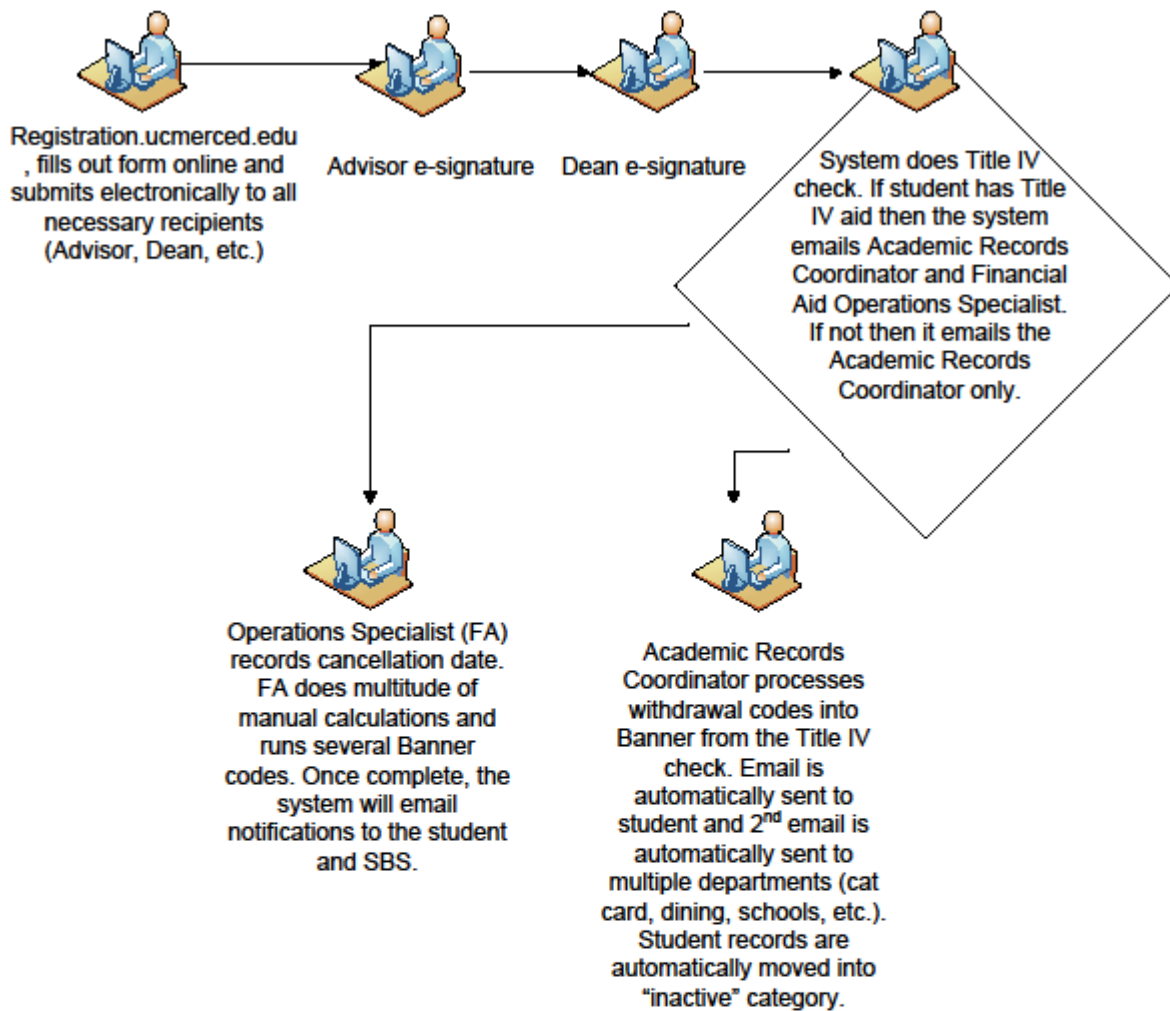 Registration.ucmerced.edu
, fills out form online and
submits electronically to all
necessary recipients
(Advisor, Dean, etc.)
Advisor e-signature
Dean e-signature
System does Title IV
check. If student has Title
IV aid then the system
emails Academic Records
Coordinator and Financial
Aid Operations Specialist.
If not then it emails the
Academic Records
Coordinator only.
Operations Specialist (FA)
records cancellation date.
FA does multitude of
manual calculations and
runs several Banner
codes. Once complete, the
system will email
notifications to the student
and SBS.
Academic Records
Coordinator processes
withdrawal codes into
Banner from the Title IV
check. Email is
automatically sent to
student and 2nd email is
automatically sent to
multiple departments (cat
card, dining, schools, etc.).
Student records are
automatically moved into
“inactive” category.